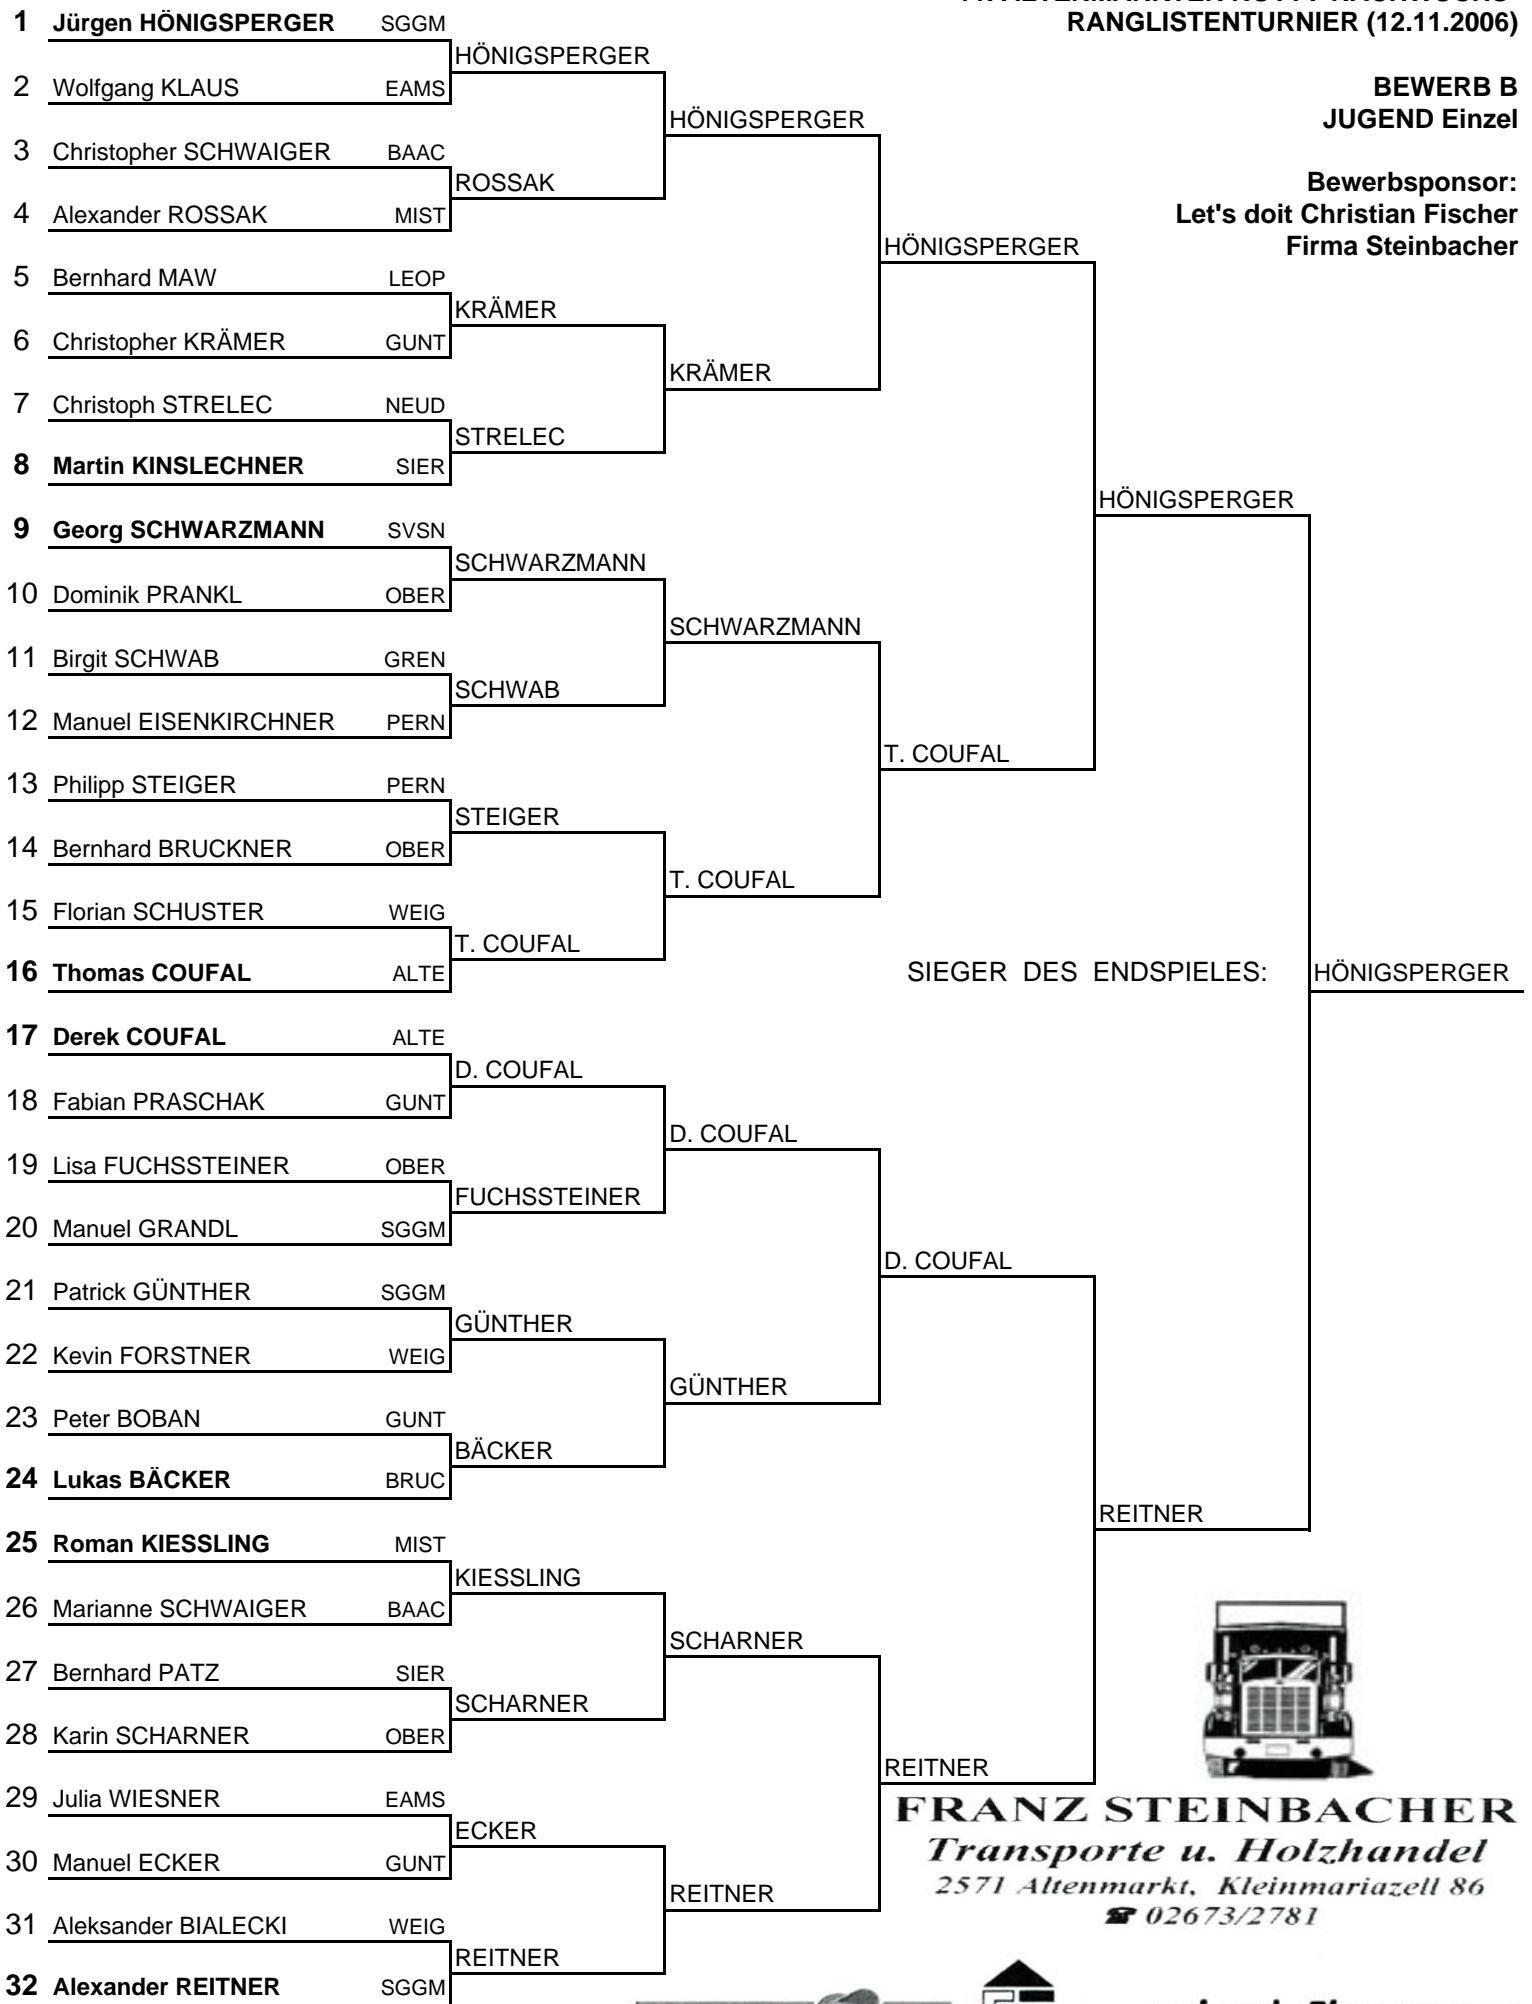 RANGLISTENTURNIER (12.11.2006)
BEWERB B
JUGEND Einzel
Bewerbsponsor:
Let's doit Christian Fischer
Firma Steinbacher
1 Jürgen HÖNIGSPERGER SGGM
HÖNIGSPERGER
2 Wolfgang KLAUS EAMS
HÖNIGSPERGER
3 Christopher SCHWAIGER BAAC
ROSSAK
4 Alexander ROSSAK MIST
HÖNIGSPERGER
5 Bernhard MAW LEOP
KRÄMER
6 Christopher KRÄMER GUNT
KRÄMER
7 Christoph STRELEC NEUD
STRELEC
8 Martin KINSLECHNER SIER
HÖNIGSPERGER
9 Georg SCHWARZMANN SVSN
SCHWARZMANN
10 Dominik PRANKL OBER
SCHWARZMANN
11 Birgit SCHWAB GREN
SCHWAB
12 Manuel EISENKIRCHNER PERN
T. COUFAL
13 Philipp STEIGER PERN
STEIGER
14 Bernhard BRUCKNER OBER
T. COUFAL
15 Florian SCHUSTER WEIG
T. COUFAL
16 Thomas COUFAL ALTE
SIEGER DES ENDSPIELES: HÖNIGSPERGER
17 Derek COUFAL ALTE
D. COUFAL
18 Fabian PRASCHAK GUNT
D. COUFAL
19 Lisa FUCHSSTEINER OBER
FUCHSSTEINER
20 Manuel GRANDL SGGM
D. COUFAL
21 Patrick GÜNTHER SGGM
GÜNTHER
22 Kevin FORSTNER WEIG
GÜNTHER
23 Peter BOBAN GUNT
BÄCKER
24 Lukas BÄCKER BRUC
REITNER
25 Roman KIESSLING MIST
KIESSLING
26 Marianne SCHWAIGER BAAC
SCHARNER
27 Bernhard PATZ SIER
SCHARNER
28 Karin SCHARNER OBER
REITNER
29 Julia WIESNER EAMS
ECKER
30 Manuel ECKER GUNT
REITNER
31 Aleksander BIALECKI WEIG
REITNER
32 Alexander REITNER SGGM
FRANZ STEINBACHER
Transporte u. Holzhandel
2571 Altenmarkt, Kleinmariazell 86
☎ 02673/2781